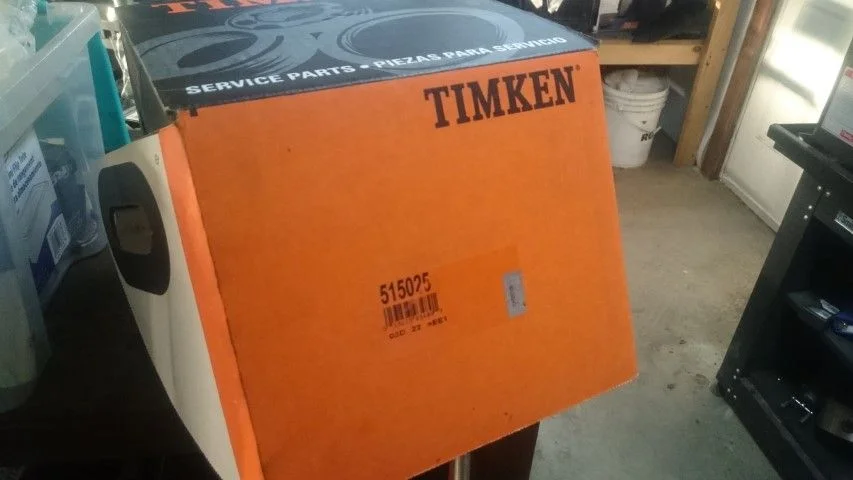 TIMKEN
SERVICE PARTS • PIEZAS PARA SERVICIO
TIMKEN®
515025